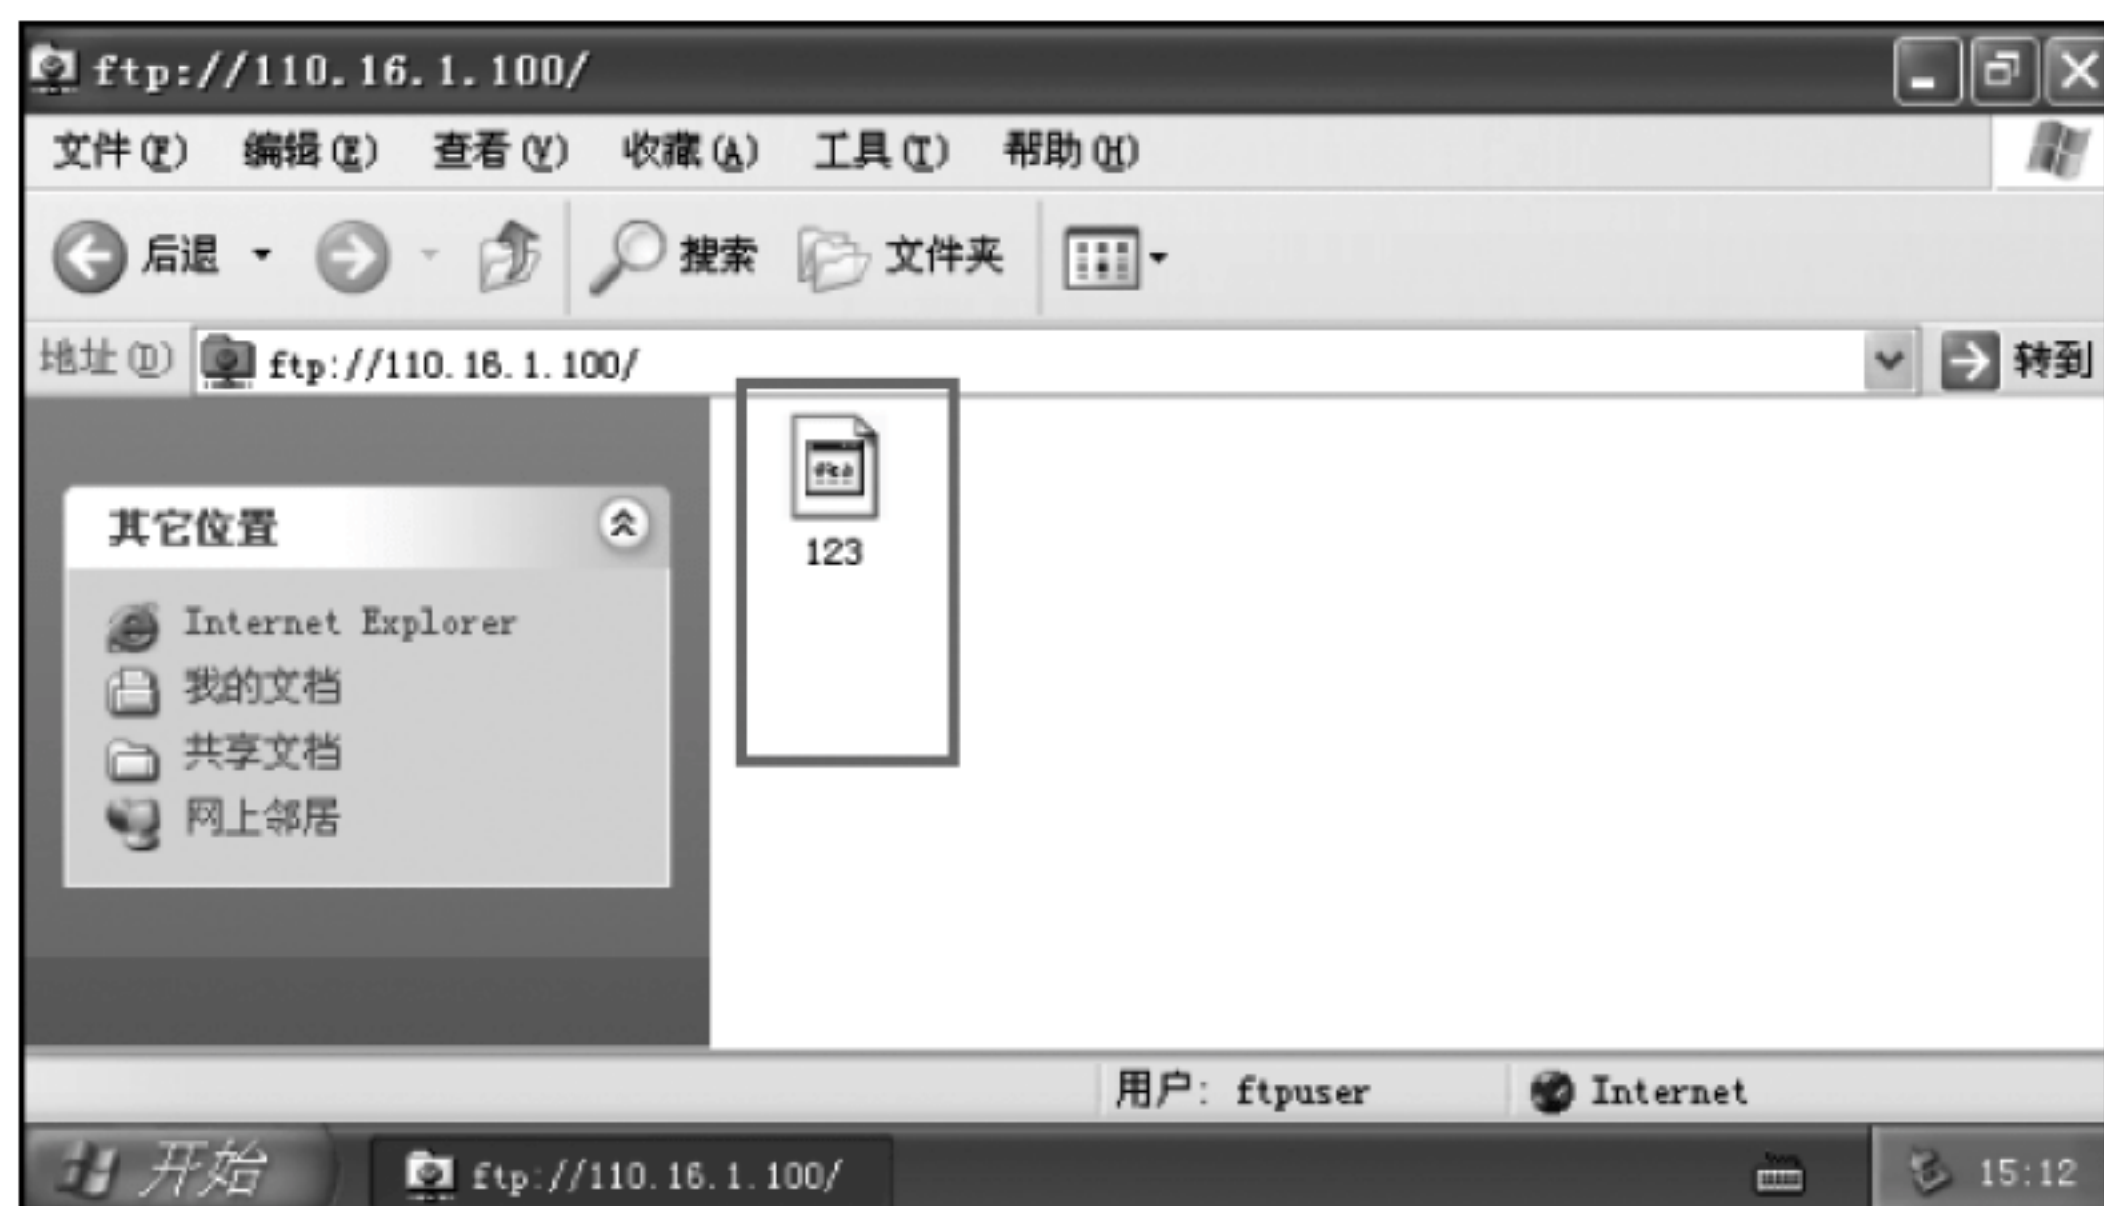 ftp://110.16.1.100/
文件(F) 编辑(E) 查看(V) 收藏(A) 工具(T) 帮助(H)
后退 搜索 文件夹
地址(D) ftp://110.16.1.100/ 转到
123
其它位置
Internet Explorer
我的文档
共享文档
网上邻居
用户: ftpuser Internet
开始 ftp://110.16.1.100/ 15:12